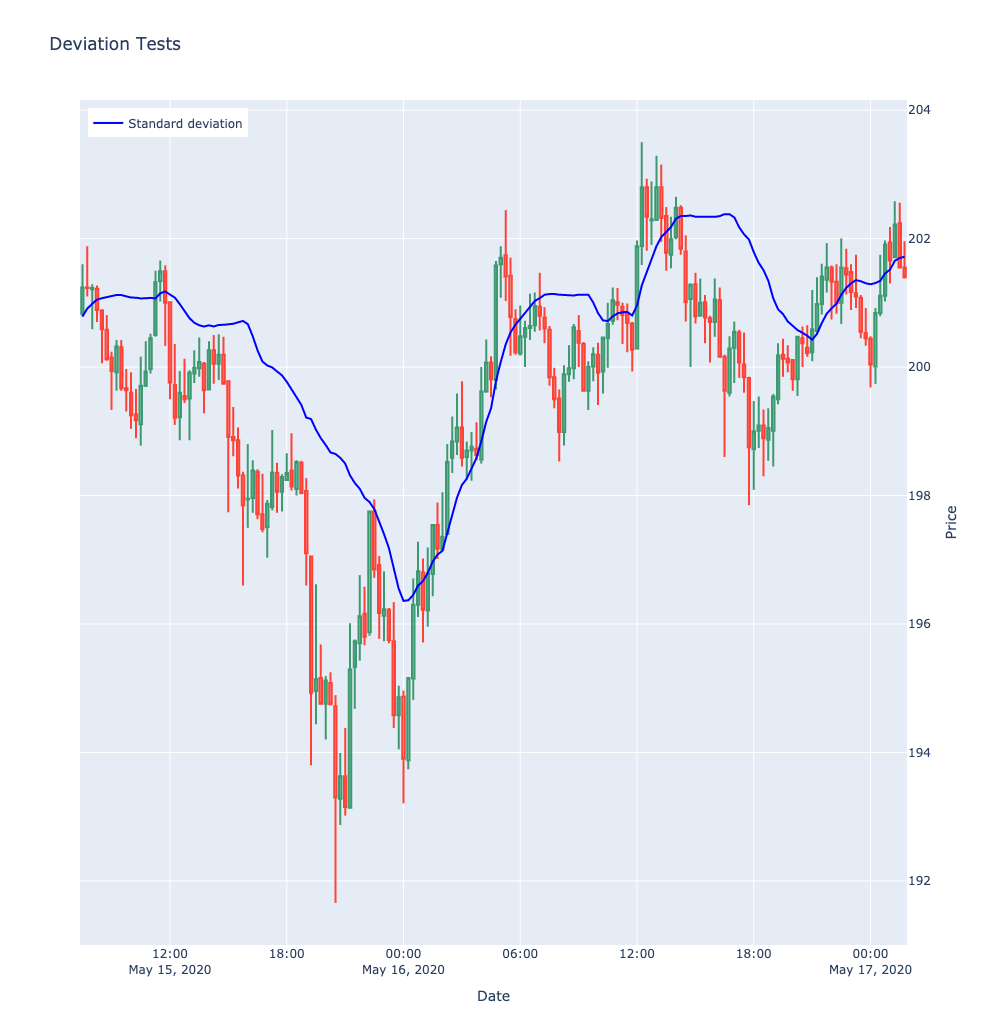 Deviation Tests
Standard deviation
204
202
200
198
196
194
192
Price
12:00
May 15, 2020
18:00
00:00
May 16, 2020
06:00
12:00
18:00
00:00
May 17, 2020
Date